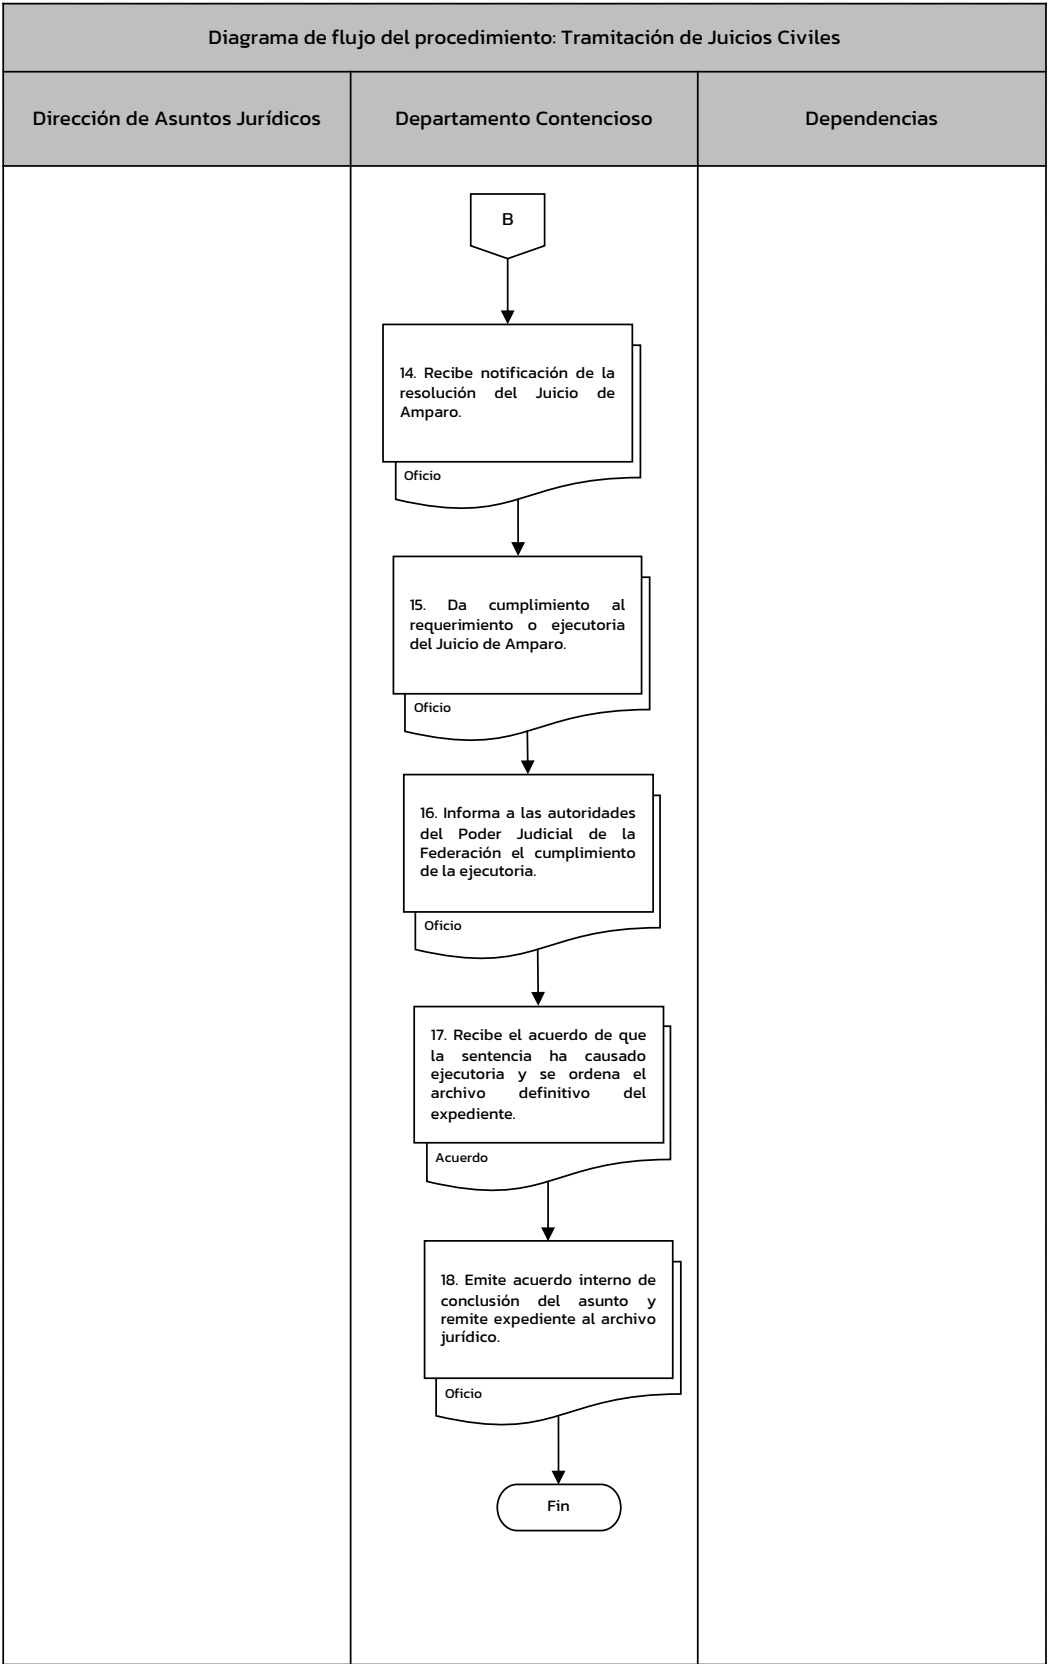 Diagrama de flujo del procedimiento: Tramitación de Juicios Civiles
Dirección de Asuntos Jurídicos
Departamento Contencioso
Dependencias
B
14. Recibe notificación de la
resolución del Juicio de
Amparo.
Oficio
15. Da cumplimiento al
requerimiento o ejecutoria
del Juicio de Amparo.
Oficio
16. Informa a las autoridades
del Poder Judicial de la
Federación el cumplimiento
de la ejecutoria.
Oficio
17. Recibe el acuerdo de que
la sentencia ha causado
ejecutoria y se ordena el
archivo definitivo del
expediente.
Acuerdo
18. Emite acuerdo interno de
conclusión del asunto y
remite expediente al archivo
jurídico.
Oficio
Fin